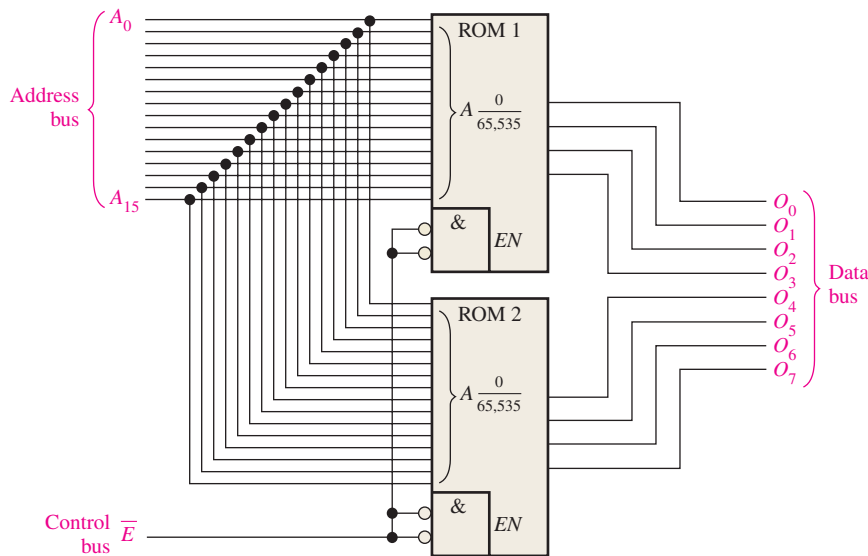 A₀
Address
bus
A₁₅
ROM 1
A 0/65,535
&
EN
ROM 2
A 0/65,535
&
EN
Control
bus E̅
O₀
O₁
O₂
O₃
O₄
O₅
O₆
O₇
Data
bus